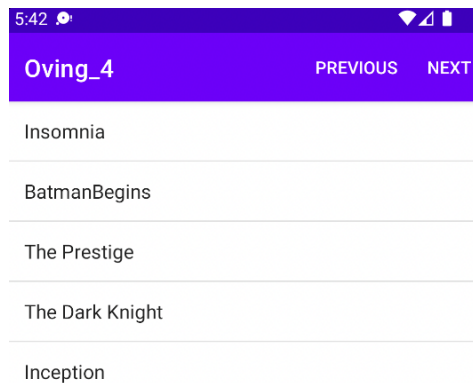 5:42
Oving_4 PREVIOUS NEXT
Insomnia
BatmanBegins
The Prestige
The Dark Knight
Inception